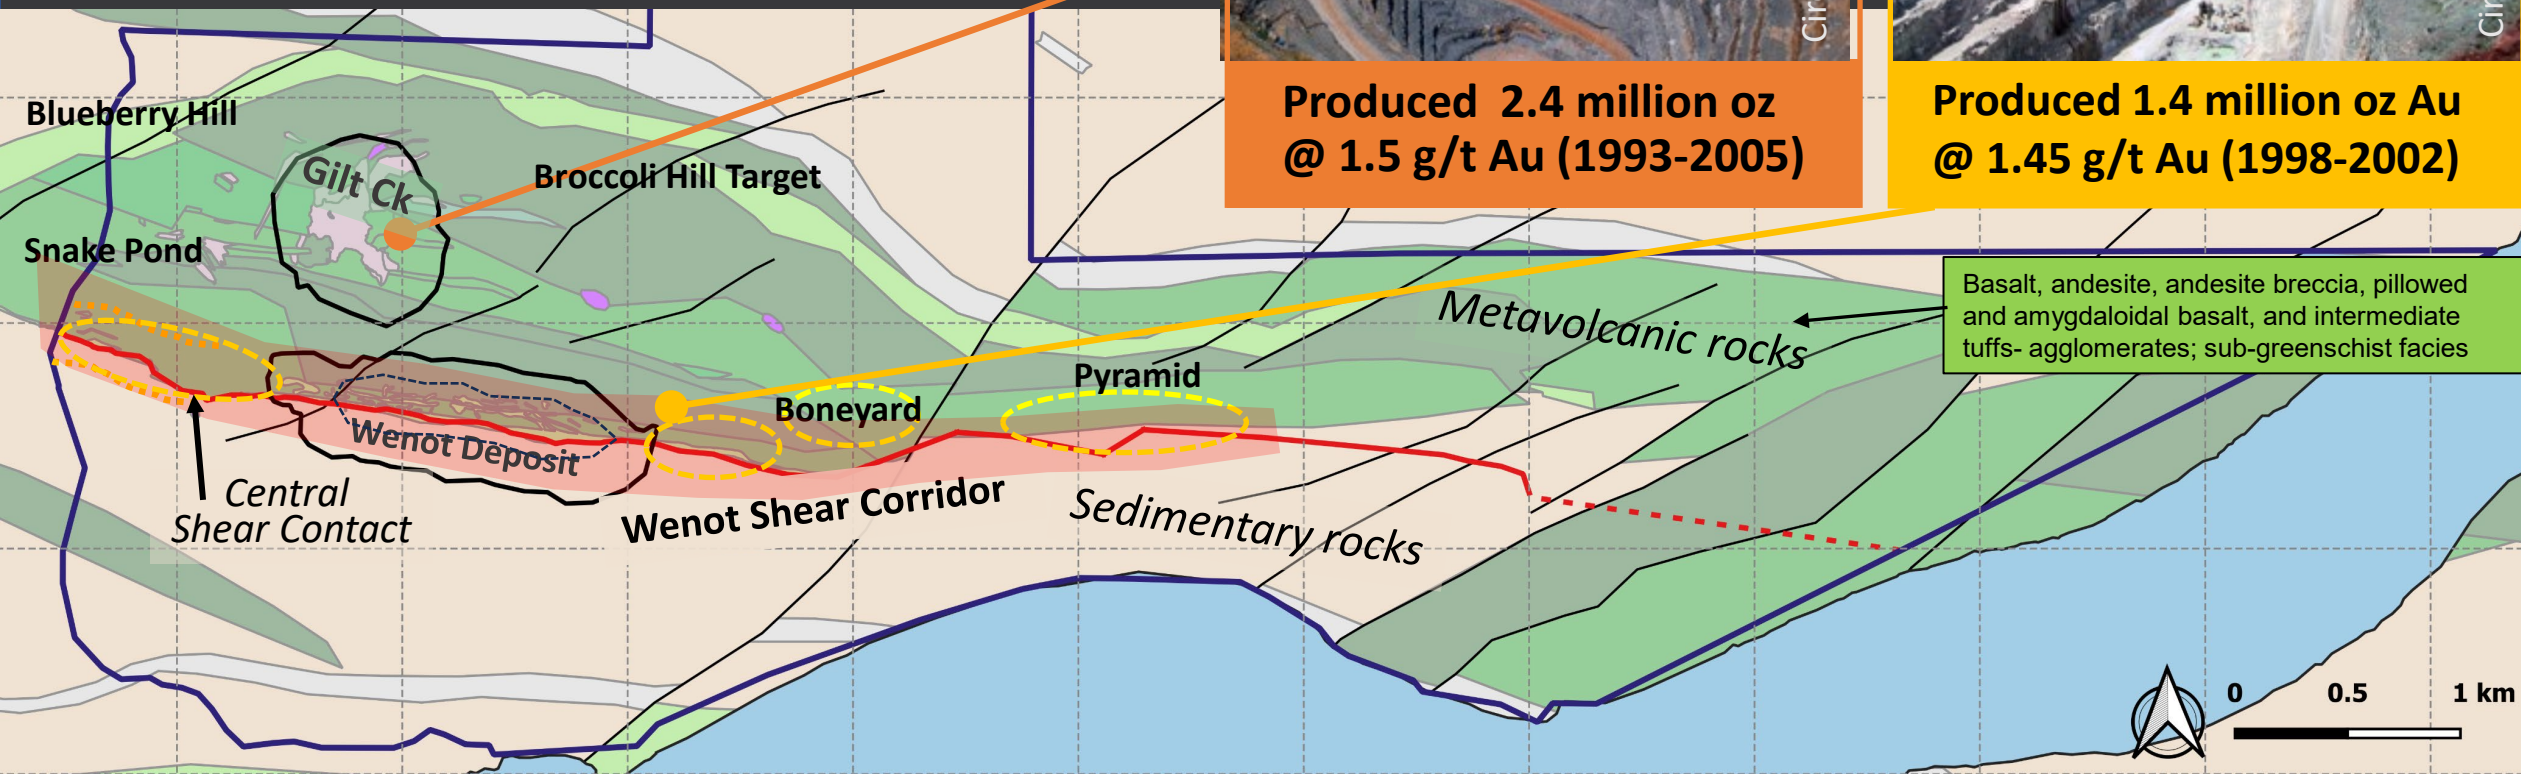 Produced 2.4 million oz
@ 1.5 g/t Au (1993-2005)
Produced 1.4 million oz Au
@ 1.45 g/t Au (1998-2002)
Blueberry Hill
Gilt Ck
Broccoli Hill Target
Snake Pond
Basalt, andesite, andesite breccia, pillowed
and amygdaloidal basalt, and intermediate
tuffs- agglomerates; sub-greenschist facies
Metavolcanic rocks
Pyramid
Boneyard
Wenot Deposit
Central
Shear Contact
Wenot Shear Corridor
Sedimentary rocks
0 0.5 1 km